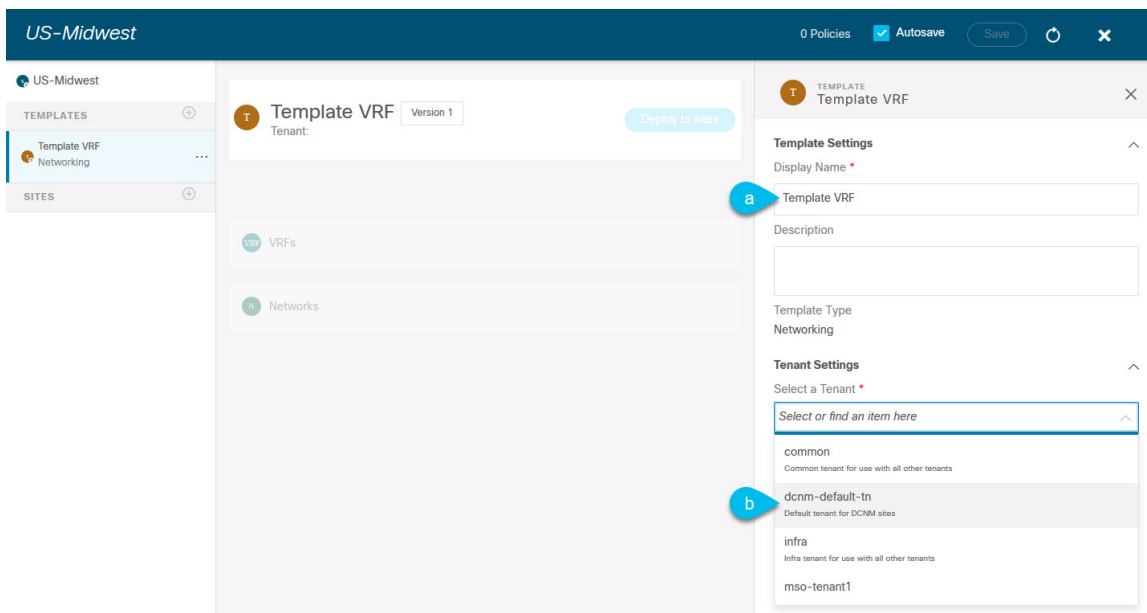 US-Midwest
0 Policies
Autosave
Save
US-Midwest
TEMPLATES
Template VRF
Networking
SITES
T
Template VRF
Version 1
Tenant:
Deploy to sites
VRF
VRFs
N
Networks
T
TEMPLATE
Template VRF
Template Settings
Display Name *
a
Template VRF
Description
Template Type
Networking
Tenant Settings
Select a Tenant *
Select or find an item here
common
Common tenant for use with all other tenants
b
dcnm-default-tn
Default tenant for DCNM sites
infra
Infra tenant for use with all other tenants
mso-tenant1